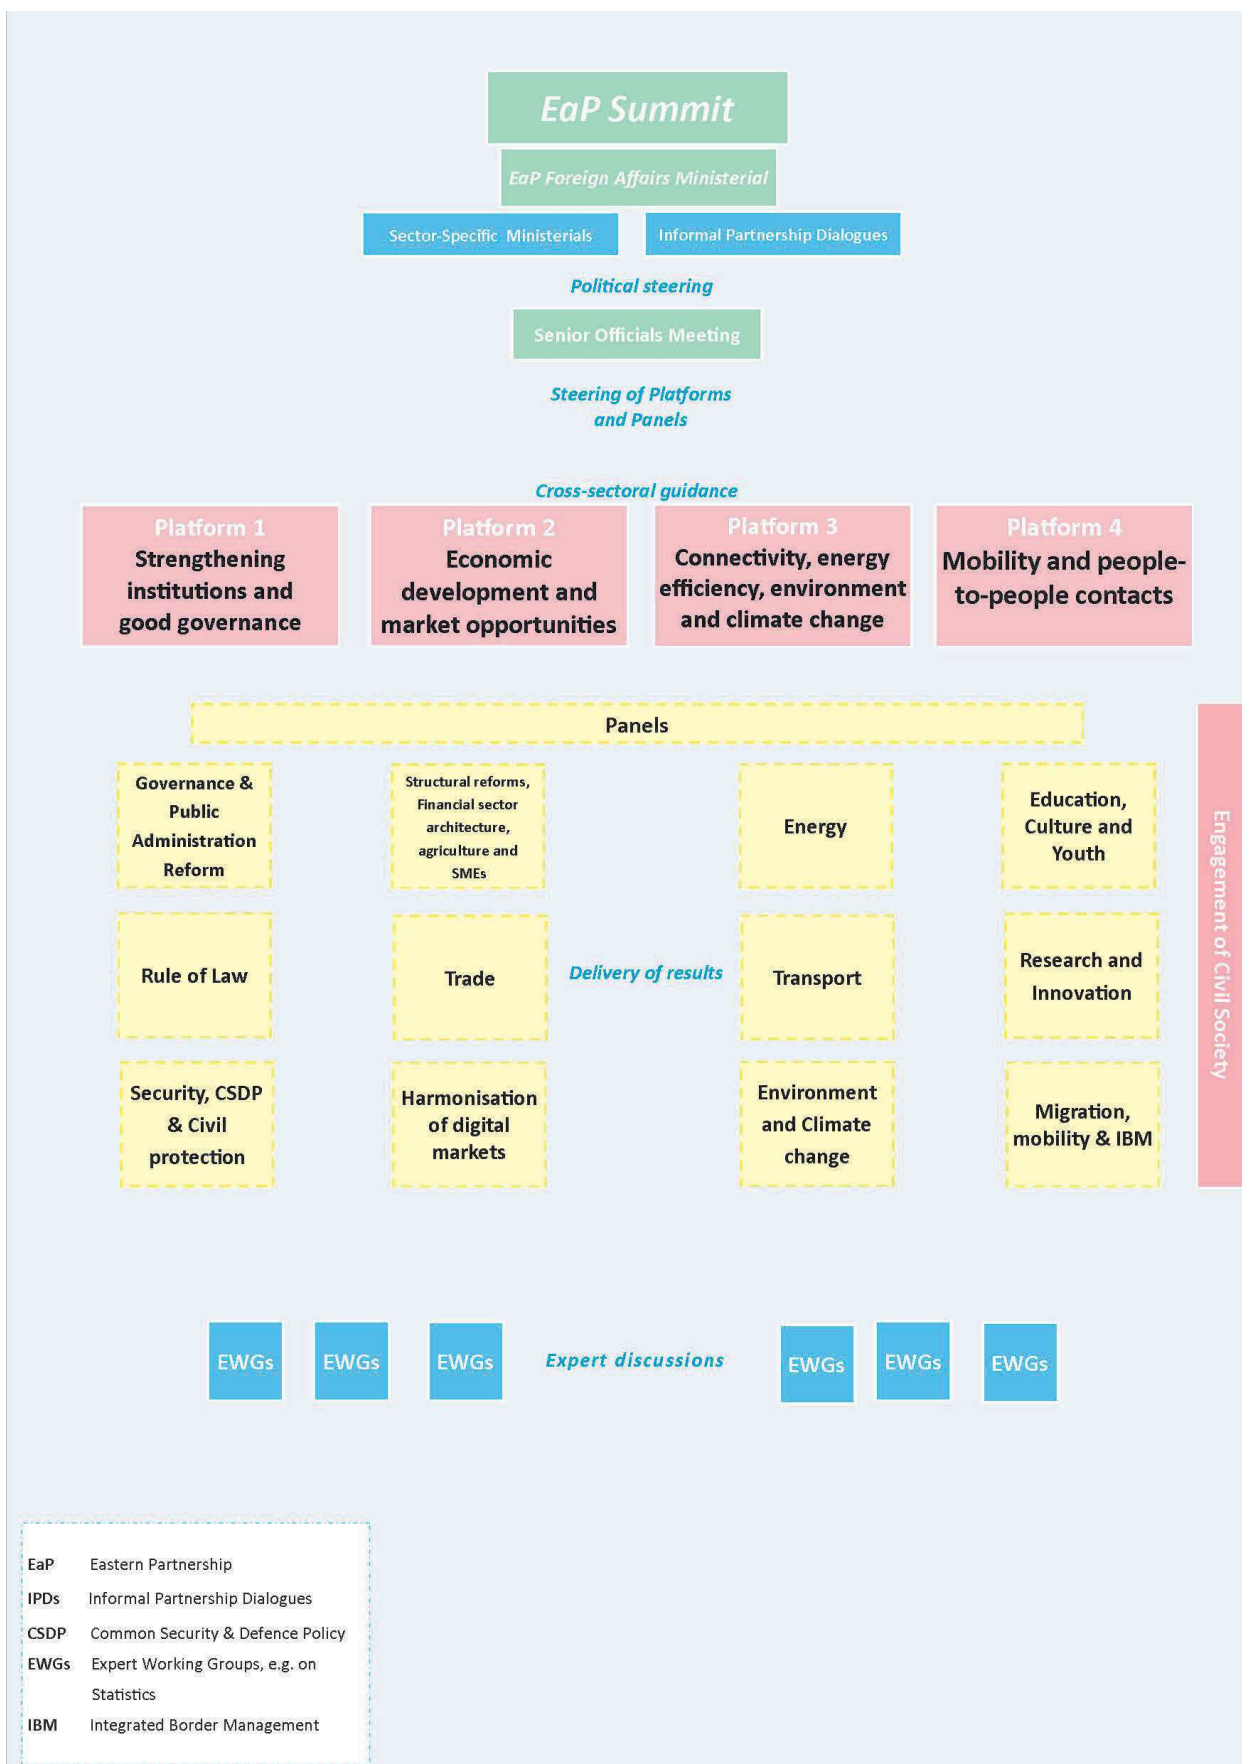 EaP Summit
EaP Foreign Affairs Ministerial
Sector-Specific Ministerials
Informal Partnership Dialogues
Political steering
Senior Officials Meeting
Steering of Platforms
and Panels
Cross-sectoral guidance
Platform 1
Strengthening
institutions and
good governance
Platform 2
Economic
development and
market opportunities
Platform 3
Connectivity, energy
efficiency, environment
and climate change
Platform 4
Mobility and people-
to-people contacts
Panels
Governance &
Public
Administration
Reform
Structural reforms,
Financial sector
architecture,
agriculture and
SMEs
Energy
Education,
Culture and
Youth
Rule of Law
Trade
Delivery of results
Transport
Research and
Innovation
Security, CSDP
& Civil
protection
Harmonisation
of digital
markets
Environment
and Climate
change
Migration,
mobility & IBM
Engagement of Civil Society
EWGs
EWGs
EWGs
Expert discussions
EWGs
EWGs
EWGs
EaP Eastern Partnership
IPDs Informal Partnership Dialogues
CSDP Common Security & Defence Policy
EWGs Expert Working Groups, e.g. on
Statistics
IBM Integrated Border Management